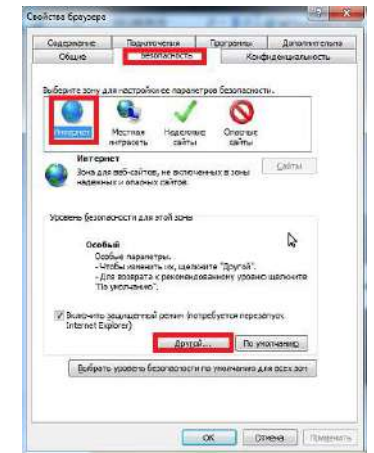 Свойства браузера
Содержание Подключения Программы Дополнительно
Общие Безопасность Конфиденциальность
Выберите зону для настройки ее параметров безопасности.
Интернет Местная интрасеть Надежные сайты Опасные сайты
Интернет
Зона для веб-сайтов, не включенных в зоны
надежных и опасных сайтов.
Сайты
Уровень безопасности для этой зоны
Особый
Особые параметры.
- Чтобы изменить их, щелкните "Другой".
- Для возврата к рекомендованному уровню щелкните
"По умолчанию".
Включить защищенный режим (потребуется перезапуск
Internet Explorer)
Другой... По умолчанию
Выбрать уровень безопасности по умолчанию для всех зон
OK Отмена Применить